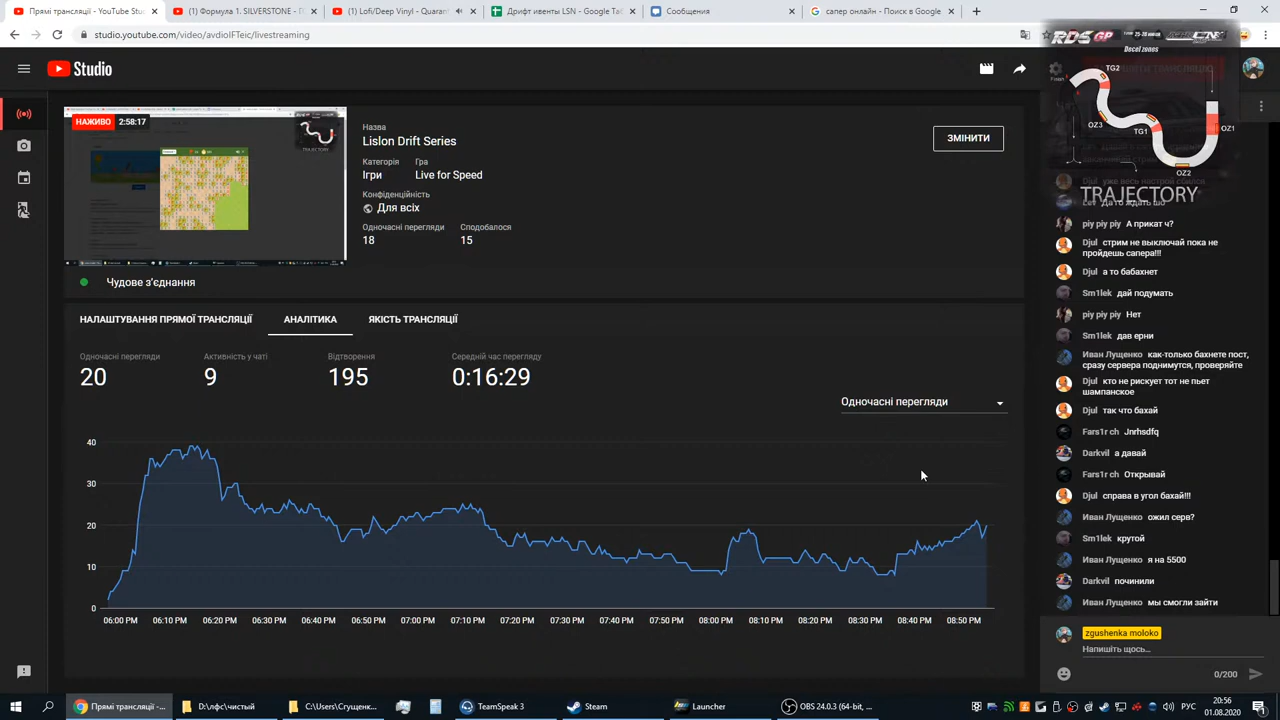 Прямі трансляції - YouT
(1) Формула 1. SILVERSTONE - П
(1) Lofi/Deep Vinyl - Quaran
Дрифт ивенты LSN - Google Таб
Сообщения
сапер онлайн - Поиск в Google
studio.youtube.com/video/avdioIFTeic/livestreaming
RDS GP
Decel zones
TG2
Финал
OZ3
TG1
OZ1
OZ2
TRAJECTORY
Studio
НАЖИВО 2:58:17
TRAJECTORY
Назва
Lislon Drift Series
Категорія Гра
Ігри Live for Speed
Конфіденційність
Для всіх
Одночасні перегляди Сподобалося
18 15
ЗМІНИТИ
Чудове з’єднання
НАЛАШТУВАННЯ ПРЯМОЇ ТРАНСЛЯЦІЇ АНАЛІТИКА ЯКІСТЬ ТРАНСЛЯЦІЇ
Одночасні перегляди Активність у чаті Відтворення Середній час перегляду
20 9 195 0:16:29
Одночасні перегляди
40
30
20
10
0
06:00 PM 06:10 PM 06:20 PM 06:30 PM 06:40 PM 06:50 PM 07:00 PM 07:10 PM 07:20 PM 07:30 PM 07:40 PM 07:50 PM 08:00 PM 08:10 PM 08:20 PM 08:30 PM 08:40 PM 08:50 PM
Djul уже весь настрой сбился
piy piy piy А прикат ч?
Djul стрим не выключай пока не
пройдешь сапера!!!
Djul а то бабахнет
Sm1lek дай подумать
piy piy piy Нет
Sm1lek дав ерни
Иван Лущенко как-только бахнете пост,
сразу сервера поднимутся, проверяйте
Djul кто не рискует тот не пьет
шампанское
Djul так что бахай
Fars1r ch Jnrhsdfq
Darkvil а давай
Fars1r ch Открывай
Djul справа в угол бахай!!!
Иван Лущенко ожил серв?
Sm1lek крутой
Иван Лущенко я на 5500
Darkvil починили
Иван Лущенко мы смогли зайти
zgushenka moloko
Напишіть щось...
0/200
Прямі трансляції - ...
D:\лфс\чистый
C:\Users\Сгущенк...
TeamSpeak 3
Steam
Launcher
OBS 24.0.3 (64-bit, ...
РУС
20:56
01.08.2020